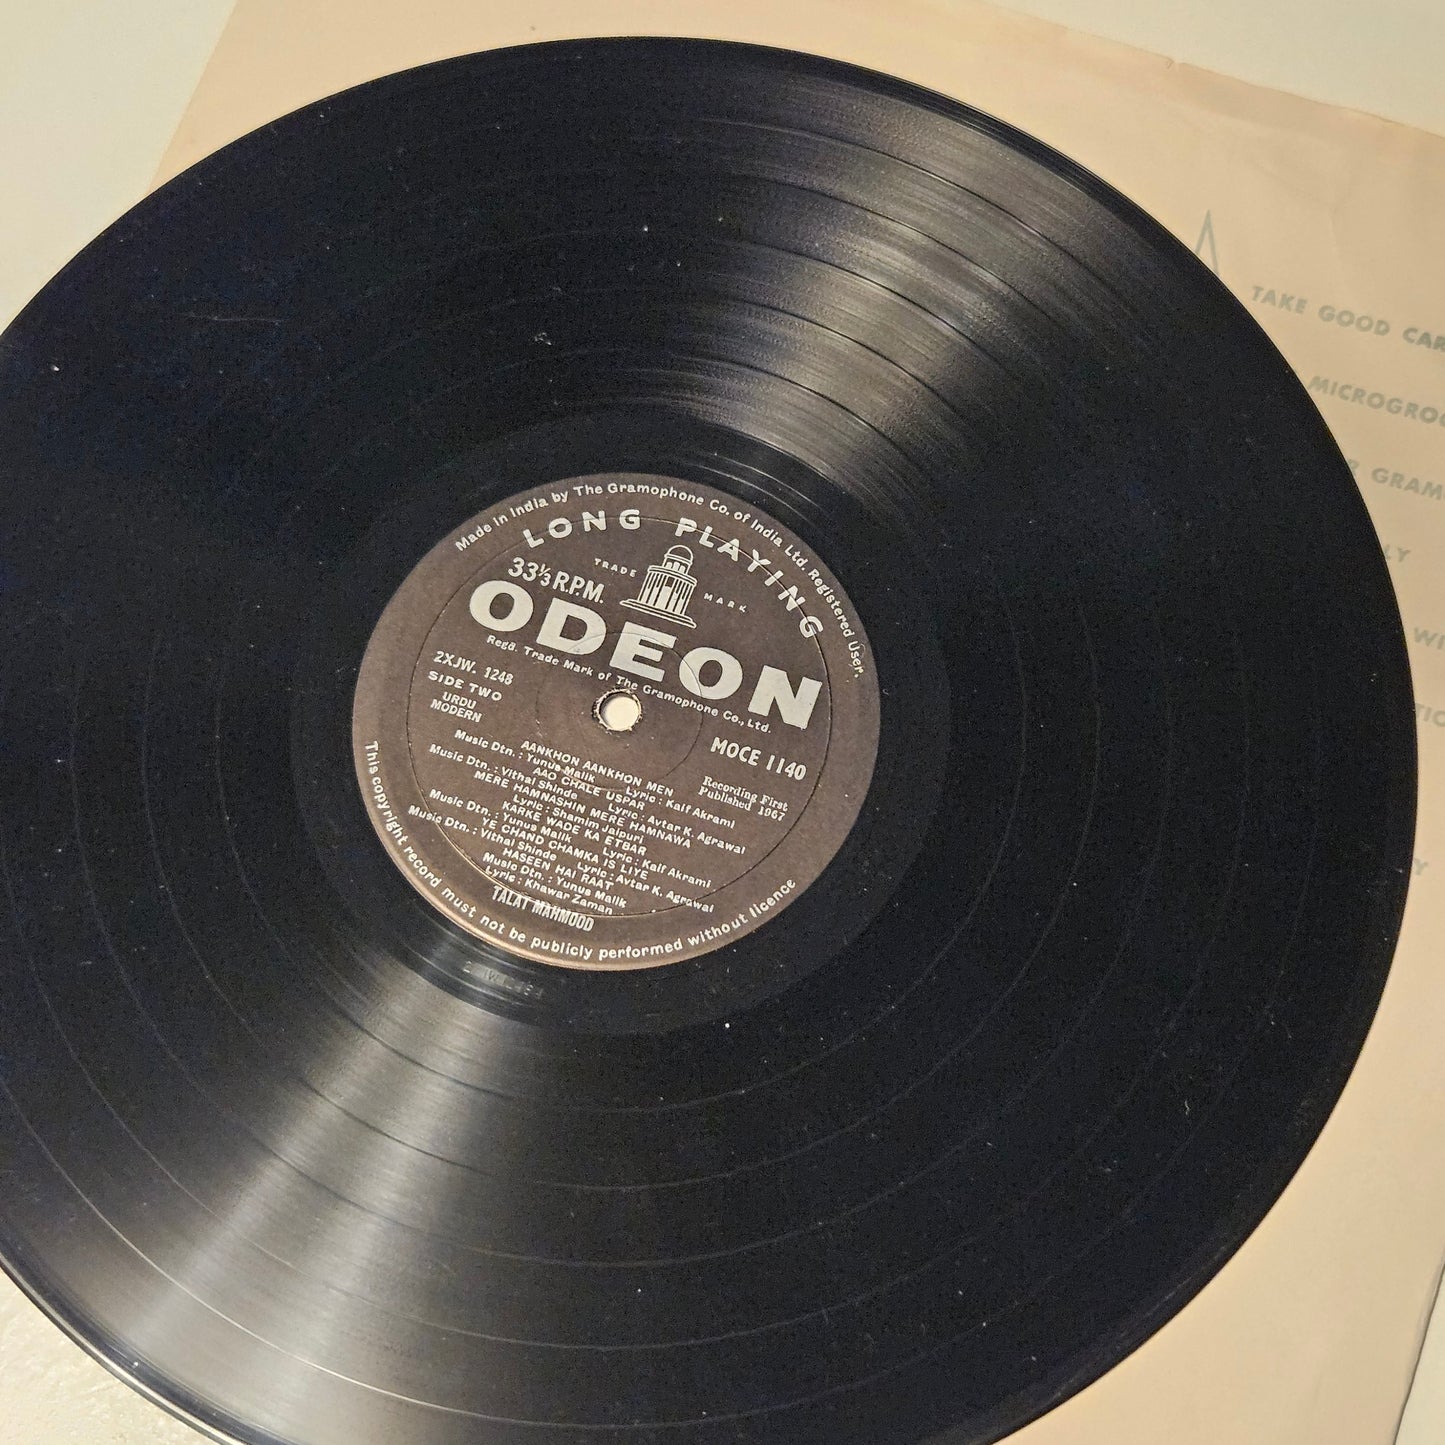 Made in India by The Gramophone Co. of India Ltd. Registered User.
LONG PLAYING
TRADE MARK
33⅓ R.P.M.
ODEON
Regd. Trade Mark of The Gramophone Co., Ltd.
2XJW. 1248
SIDE TWO
URDU
MODERN
MOCE 1140
Recording First
Published 1967
AANKHON AANKHON MEN
Music Dtn. : Yunus Malik Lyric : Kaif Akrami
AAO CHALE USPAR
Music Dtn. : Vithal Shinde Lyric : Avtar K. Agrawal
MERE HAMNASHIN MERE HAMNAWA
Lyric : Shamim Jaipuri
KARKE WADE KA ETBAR
Music Dtn. : Yunus Malik Lyric : Kaif Akrami
YE CHAND CHAMKA IS LIYE
Music Dtn. : Vithal Shinde Lyric : Avtar K. Agrawal
HASEEN HAI RAAT
Music Dtn. : Yunus Malik
Lyric : Khawar Zaman
TALAT MAHMOOD
This copyright record must not be publicly performed without licence
TAKE GOOD CAR
MICROGROO
GRAM
LY
WI
TIO
TY